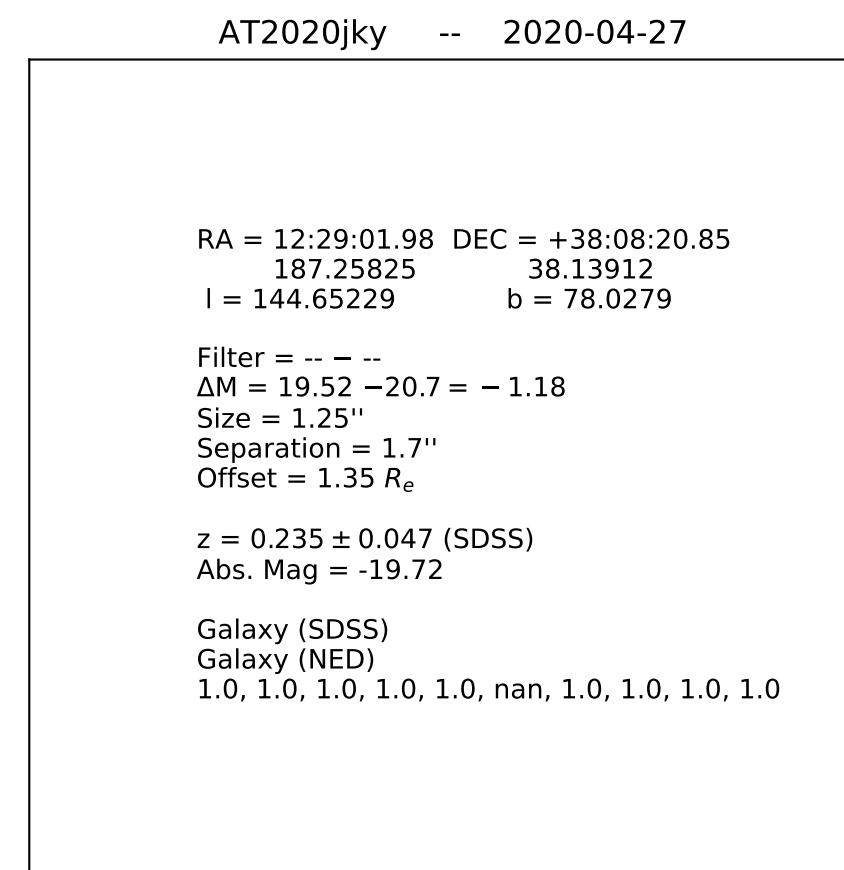 AT2020jky -- 2020-04-27
RA = 12:29:01.98 DEC = +38:08:20.85
187.25825 38.13912
l = 144.65229 b = 78.0279
Filter = -- − --
ΔM = 19.52 −20.7 = − 1.18
Size = 1.25''
Separation = 1.7''
Offset = 1.35 Rₑ
z = 0.235 ± 0.047 (SDSS)
Abs. Mag = -19.72
Galaxy (SDSS)
Galaxy (NED)
1.0, 1.0, 1.0, 1.0, 1.0, nan, 1.0, 1.0, 1.0, 1.0